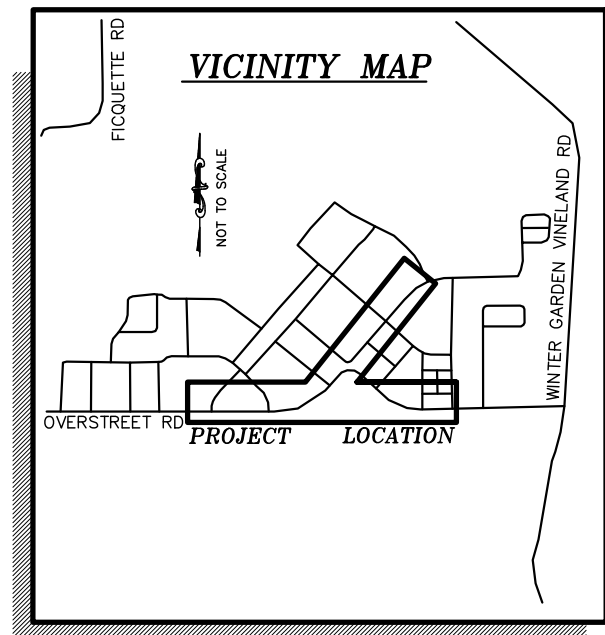 VICINITY MAP
FICQUETTE RD
NOT TO SCALE
WINTER GARDEN VINELAND RD
OVERSTREET RD
PROJECT LOCATION